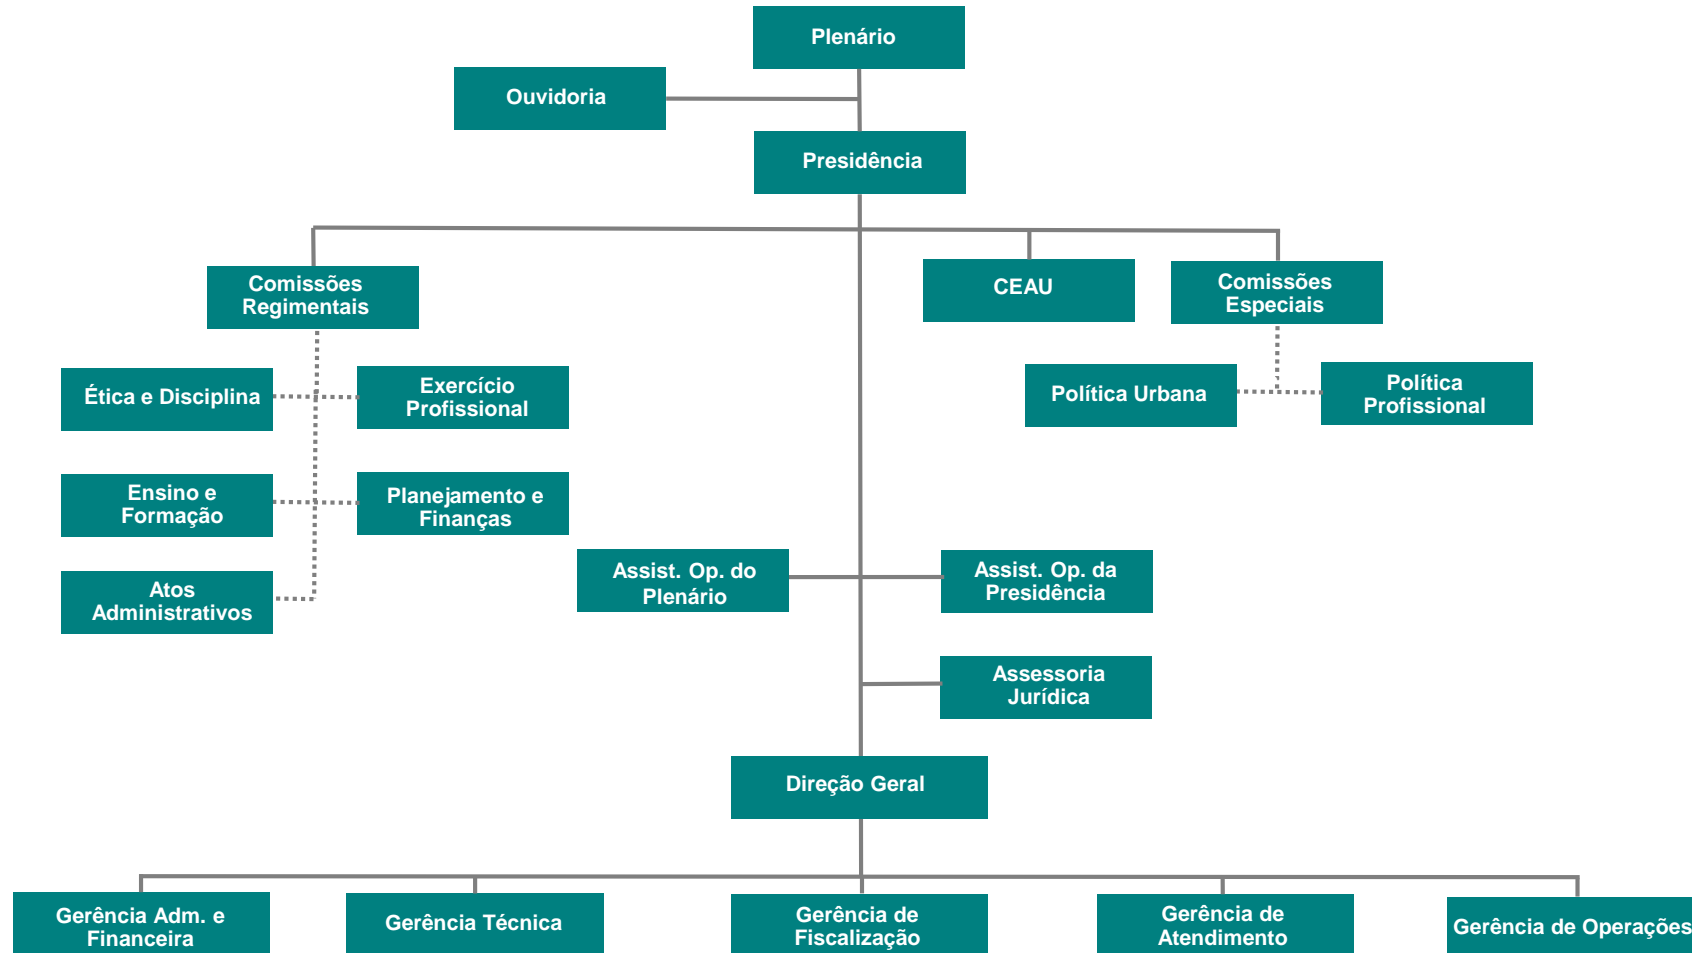 Plenário
Ouvidoria
Presidência
Comissões
Regimentais
CEAU
Comissões
Especiais
Ética e Disciplina
Exercício
Profissional
Política Urbana
Política
Profissional
Ensino e
Formação
Planejamento e
Finanças
Atos
Administrativos
Assist. Op. do
Plenário
Assist. Op. da
Presidência
Assessoria
Jurídica
Direção Geral
Gerência Adm. e
Financeira
Gerência Técnica
Gerência de
Fiscalização
Gerência de
Atendimento
Gerência de Operações